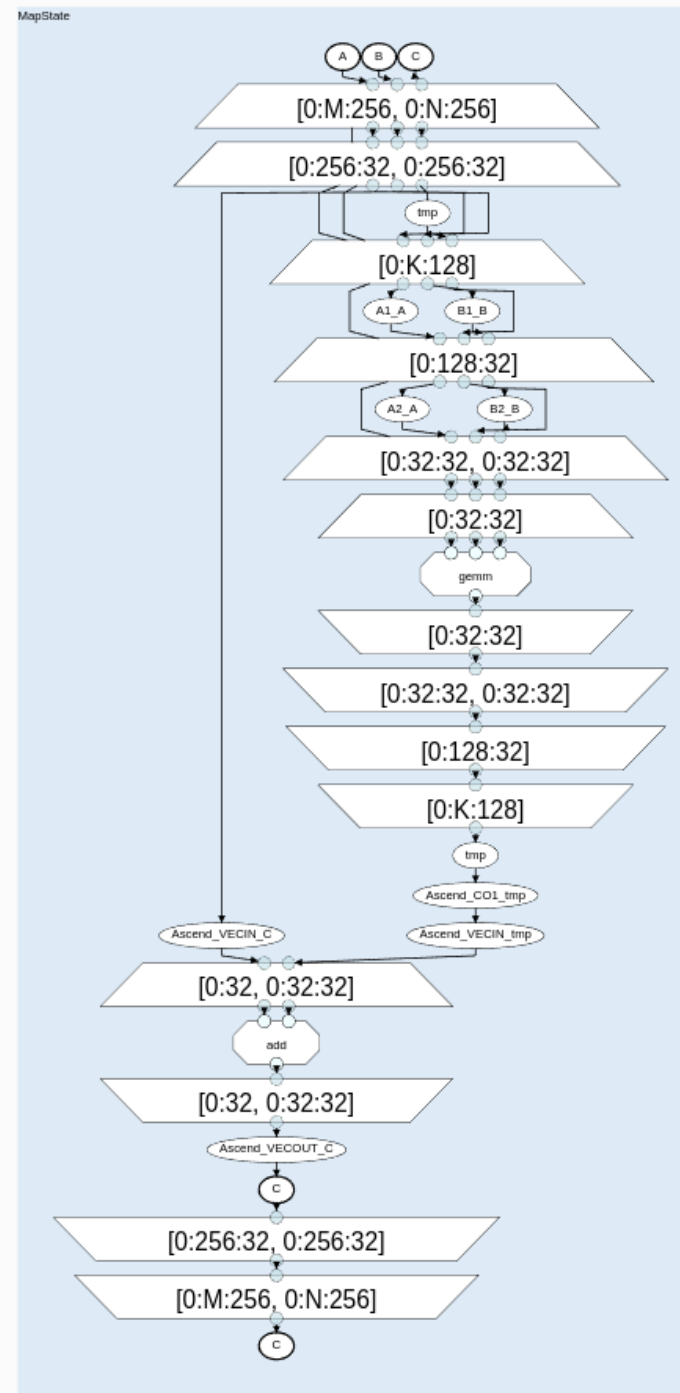 MapState
A B C
[0:M:256, 0:N:256]
[0:256:32, 0:256:32]
tmp
[0:K:128]
A1_A B1_B
[0:128:32]
A2_A B2_B
[0:32:32, 0:32:32]
[0:32:32]
gemm
[0:32:32]
[0:32:32, 0:32:32]
[0:128:32]
[0:K:128]
tmp
Ascend_CO1_tmp
Ascend_VECIN_C Ascend_VECIN_tmp
[0:32, 0:32:32]
add
[0:32, 0:32:32]
Ascend_VECOUT_C
C
[0:256:32, 0:256:32]
[0:M:256, 0:N:256]
C